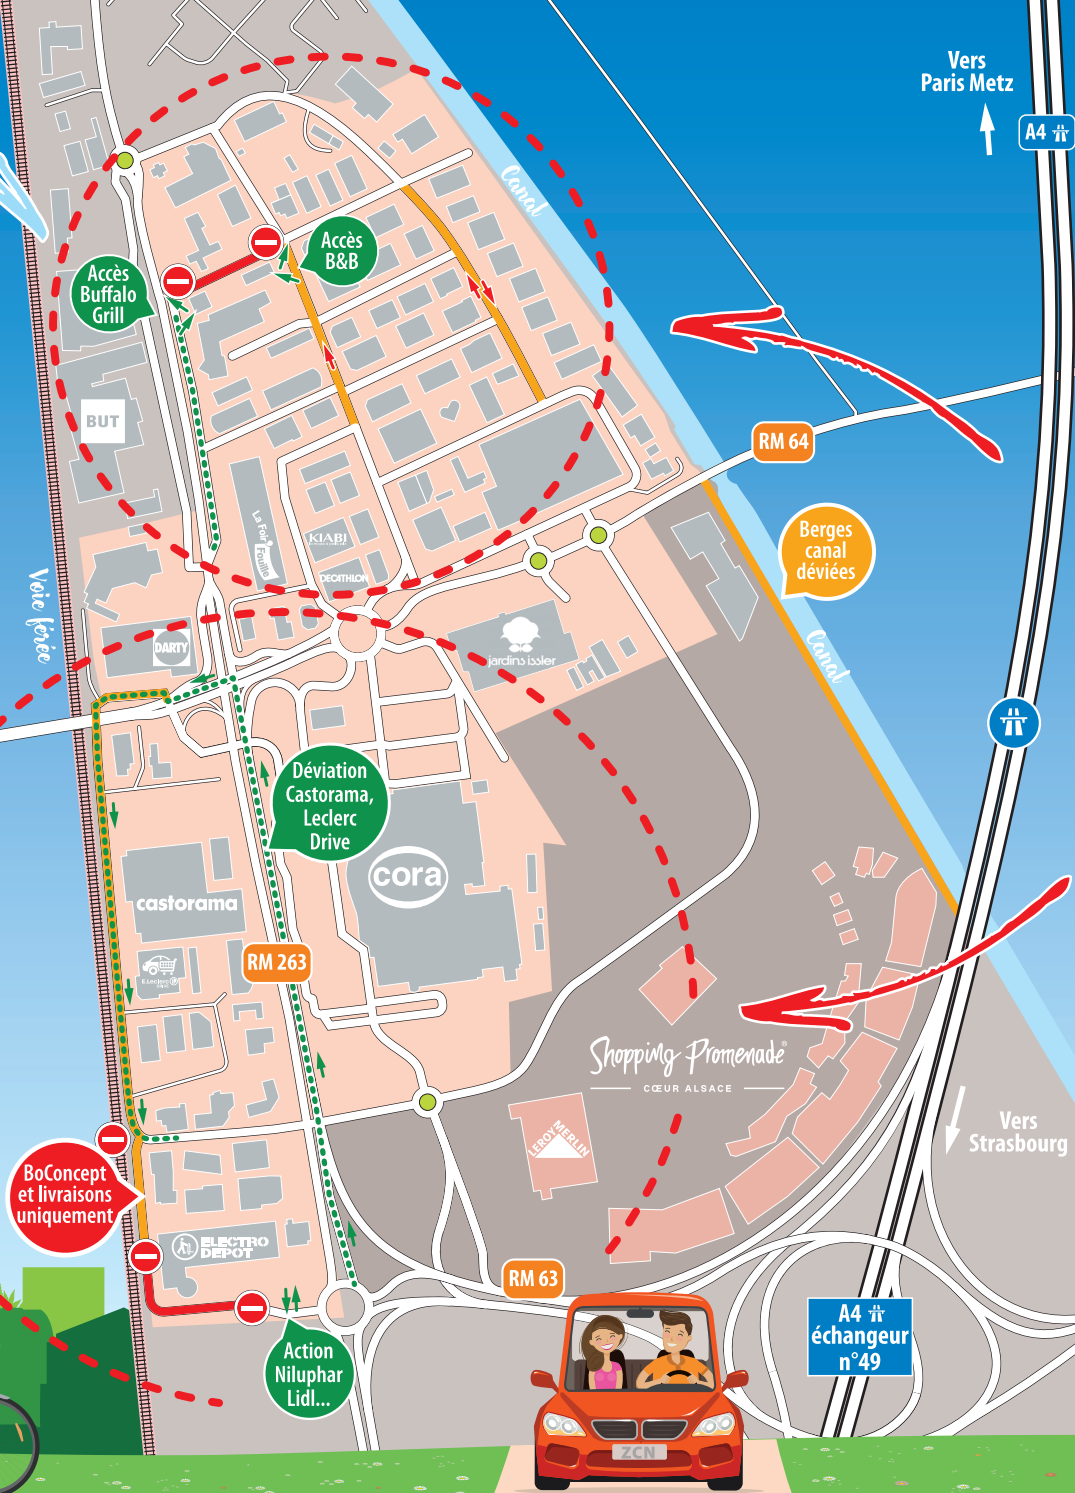 Vers
Paris Metz
A4
Canal
Accès
B&B
Accès
Buffalo
Grill
BUT
RM 64
La Foir'
Fouille
KIABI
DECATHLON
Berges
canal
déviées
Voie férée
DARTY
jardins issler
Canal
Déviation
Castorama,
Leclerc
Drive
cora
castorama
RM 263
E.Leclerc
Shopping Promenade®
CŒUR ALSACE
LEROY MERLIN
Vers
Strasbourg
BoConcept
et livraisons
uniquement
ELECTRO
DEPOT
RM 63
A4
échangeur
n°49
Action
Niluphar
Lidl...
ZCN